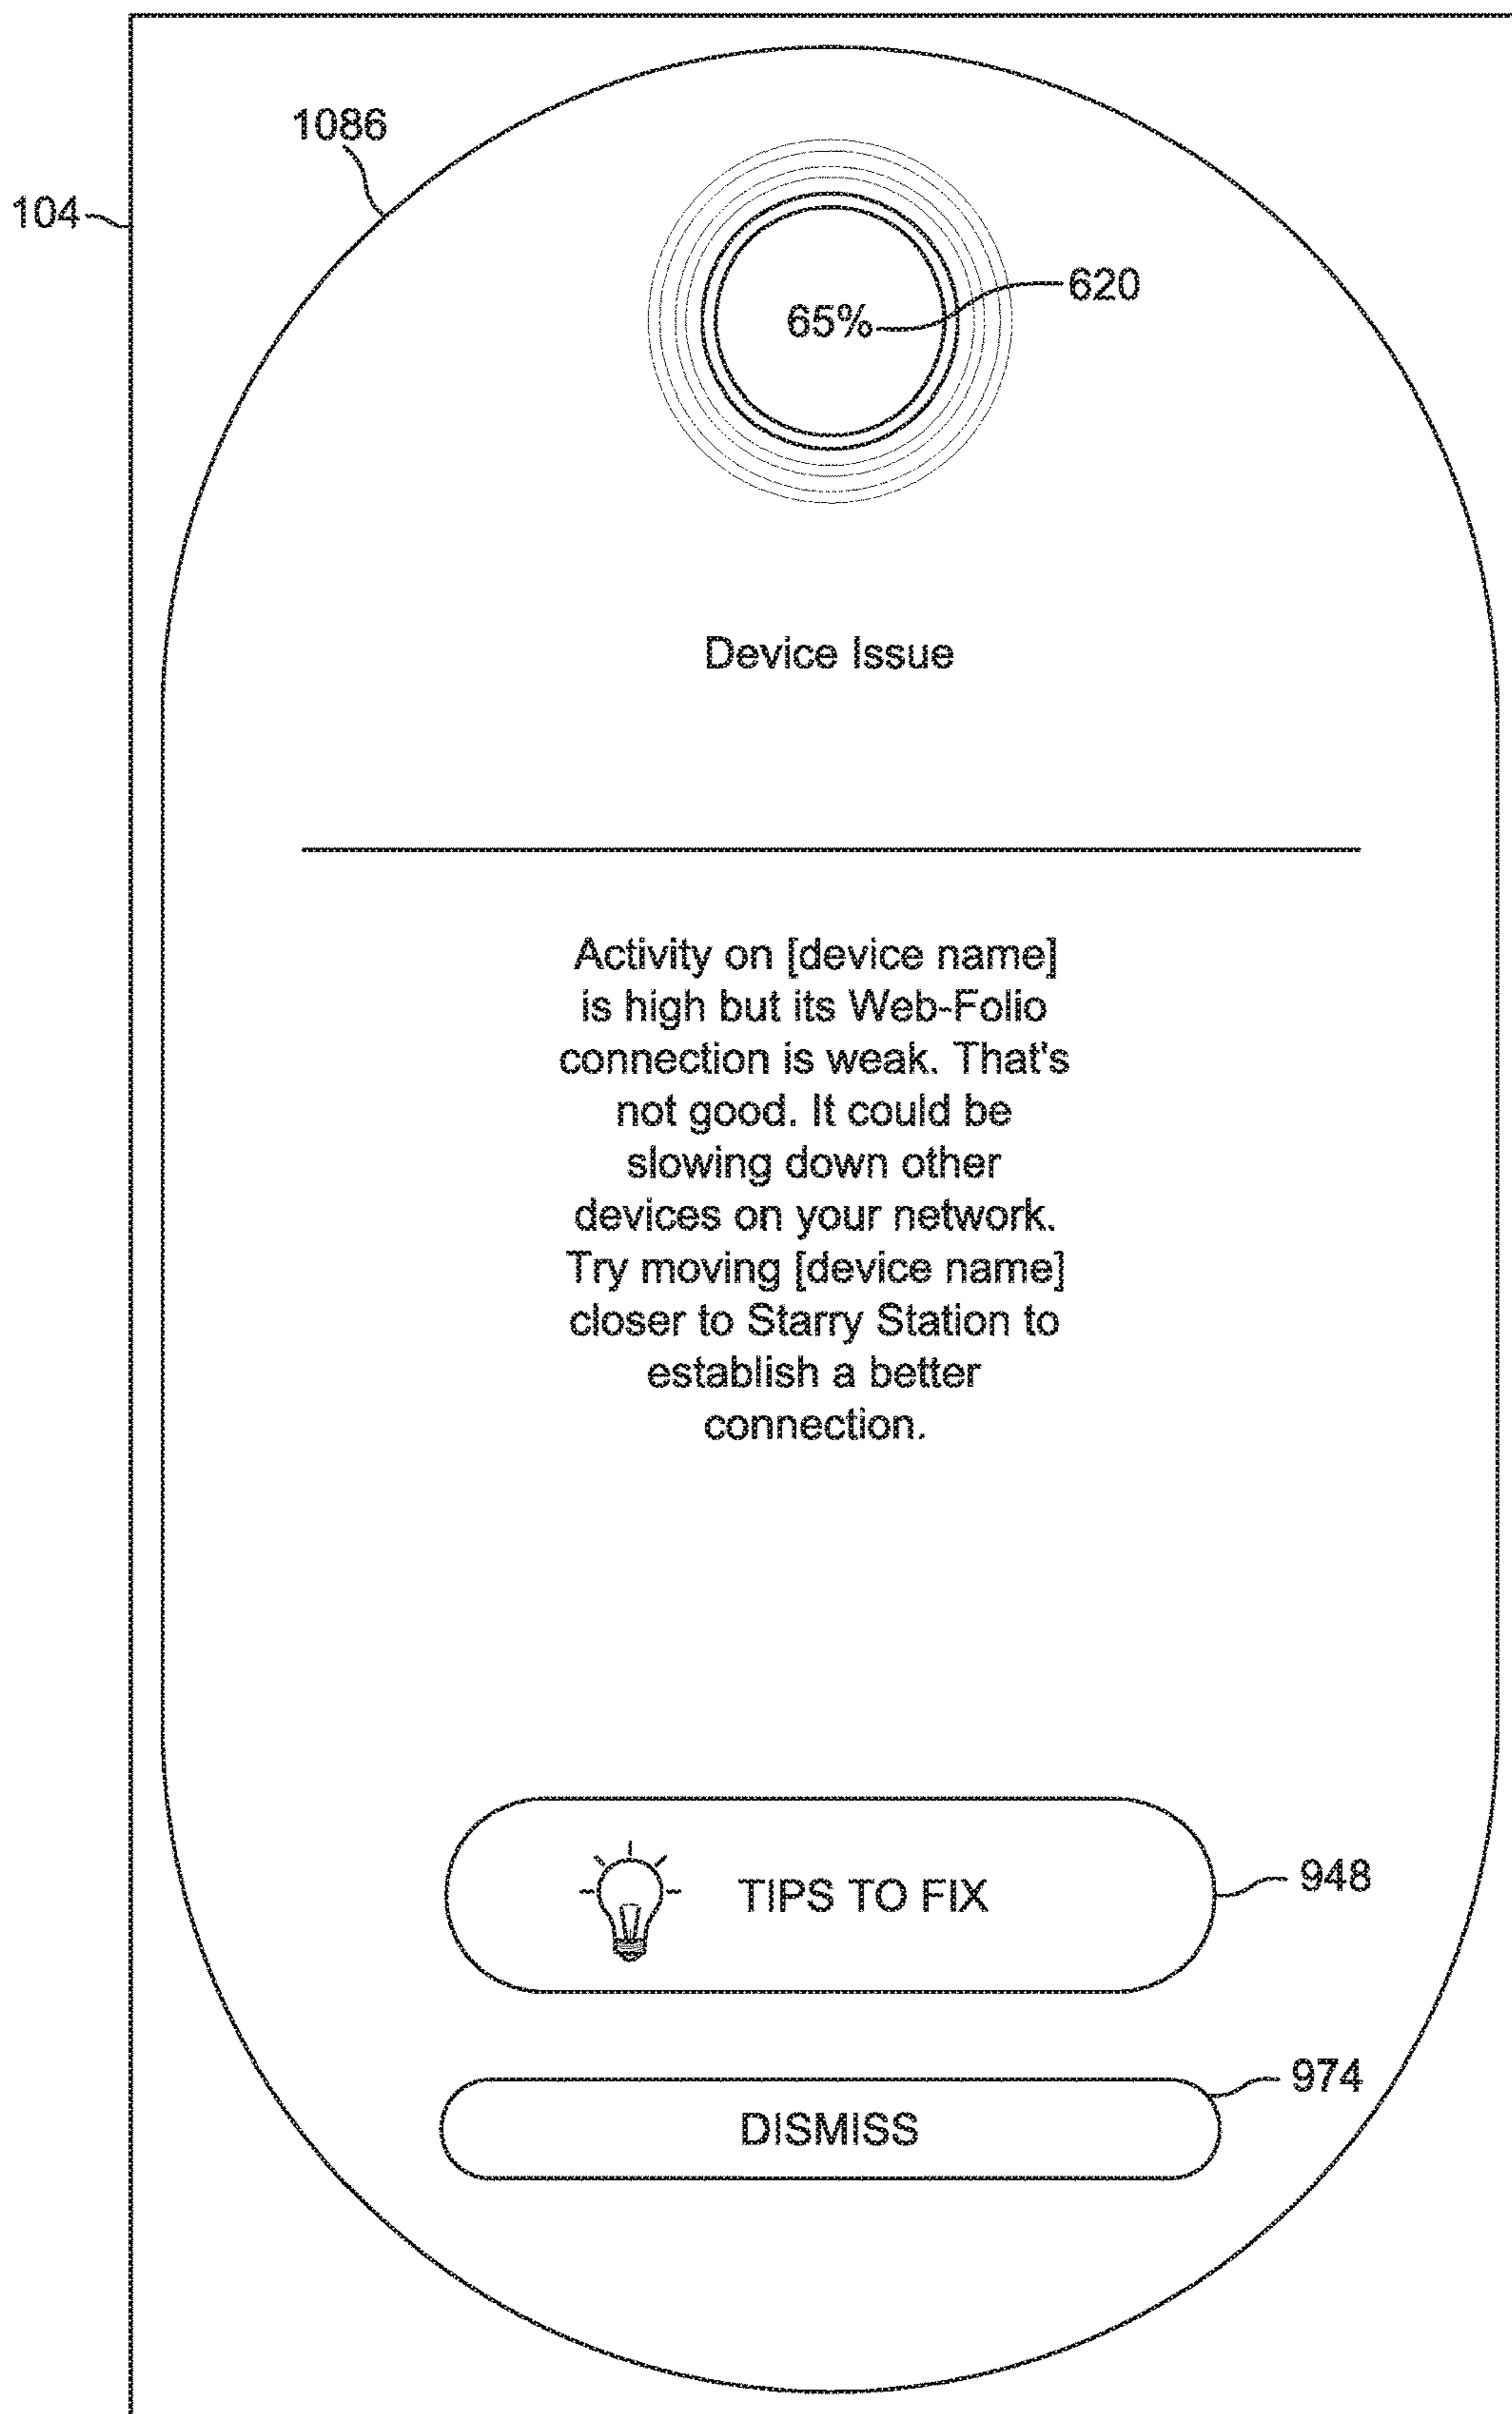 1086
104
620
65%
Device Issue
Activity on [device name]
is high but its Web-Folio
connection is weak. That's
not good. It could be
slowing down other
devices on your network.
Try moving [device name]
closer to Starry Station to
establish a better
connection.
TIPS TO FIX
948
974
DISMISS